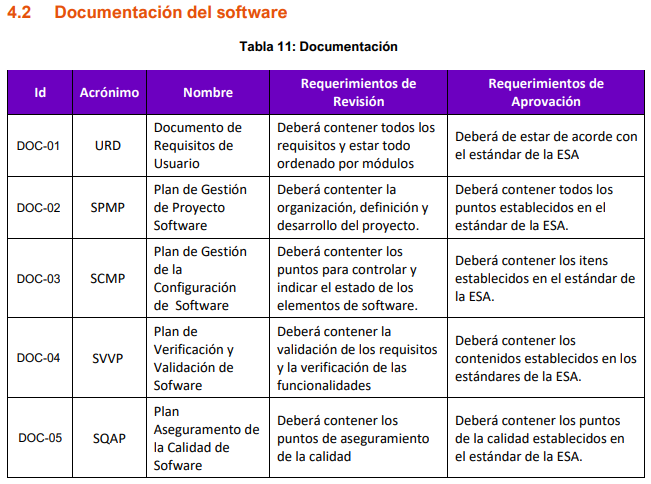 4.2 Documentación del software
Tabla 11: Documentación
Id
Acrónimo
Nombre
Requerimientos de
Revisión
Requerimientos de
Aprovación
DOC-01
URD
Documento de
Requisitos de
Usuario
Deberá contener todos los
requisitos y estar todo
ordenado por módulos
Deberá de estar de acorde con
el estándar de la ESA
DOC-02
SPMP
Plan de Gestión
de Proyecto
Software
Deberá contenter la
organización, definición y
desarrollo del proyecto.
Deberá contener todos los
puntos establecidos en el
estándar de la ESA.
DOC-03
SCMP
Plan de Gestión
de la
Configuración
de Software
Deberá contenter los
puntos para controlar y
indicar el estado de los
elementos de software.
Deberá contener los itens
establecidos en el estándar de
la ESA.
DOC-04
SVVP
Plan de
Verificación y
Validación de
Sofware
Deberá contener la
validación de los requisitos
y la verificación de las
funcionalidades
Deberá contener los
contenidos establecidos en los
estándares de la ESA.
DOC-05
SQAP
Plan
Aseguramento de
la Calidad de
Sofware
Deberá contener los
puntos de aseguramiento
de la calidad
Deberá contener los puntos
de la calidad establecidos en
el estándar de la ESA.